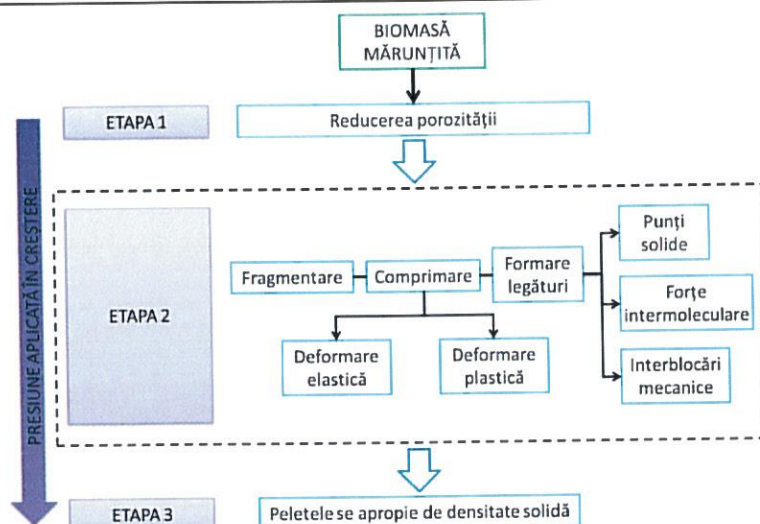 BIOMASĂ
MĂRUNȚITĂ
ETAPA 1
Reducerea porozității
PRESIUNE APLICATĂ ÎN CREȘTERE
ETAPA 2
Fragmentare
Comprimare
Formare
legături
Punți
solide
Forțe
intermoleculare
Interblocări
mecanice
Deformare
elastică
Deformare
plastică
ETAPA 3
Peletele se apropie de densitate solidă